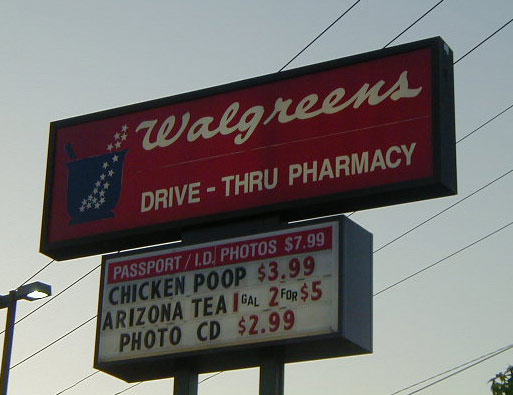 Walgreens
DRIVE-THRU PHARMACY
PASSPORT/I.D. PHOTOS $7.99
CHICKEN POOP $3.99
ARIZONA TEA 1 GAL 2 FOR $5
PHOTO CD $2.99